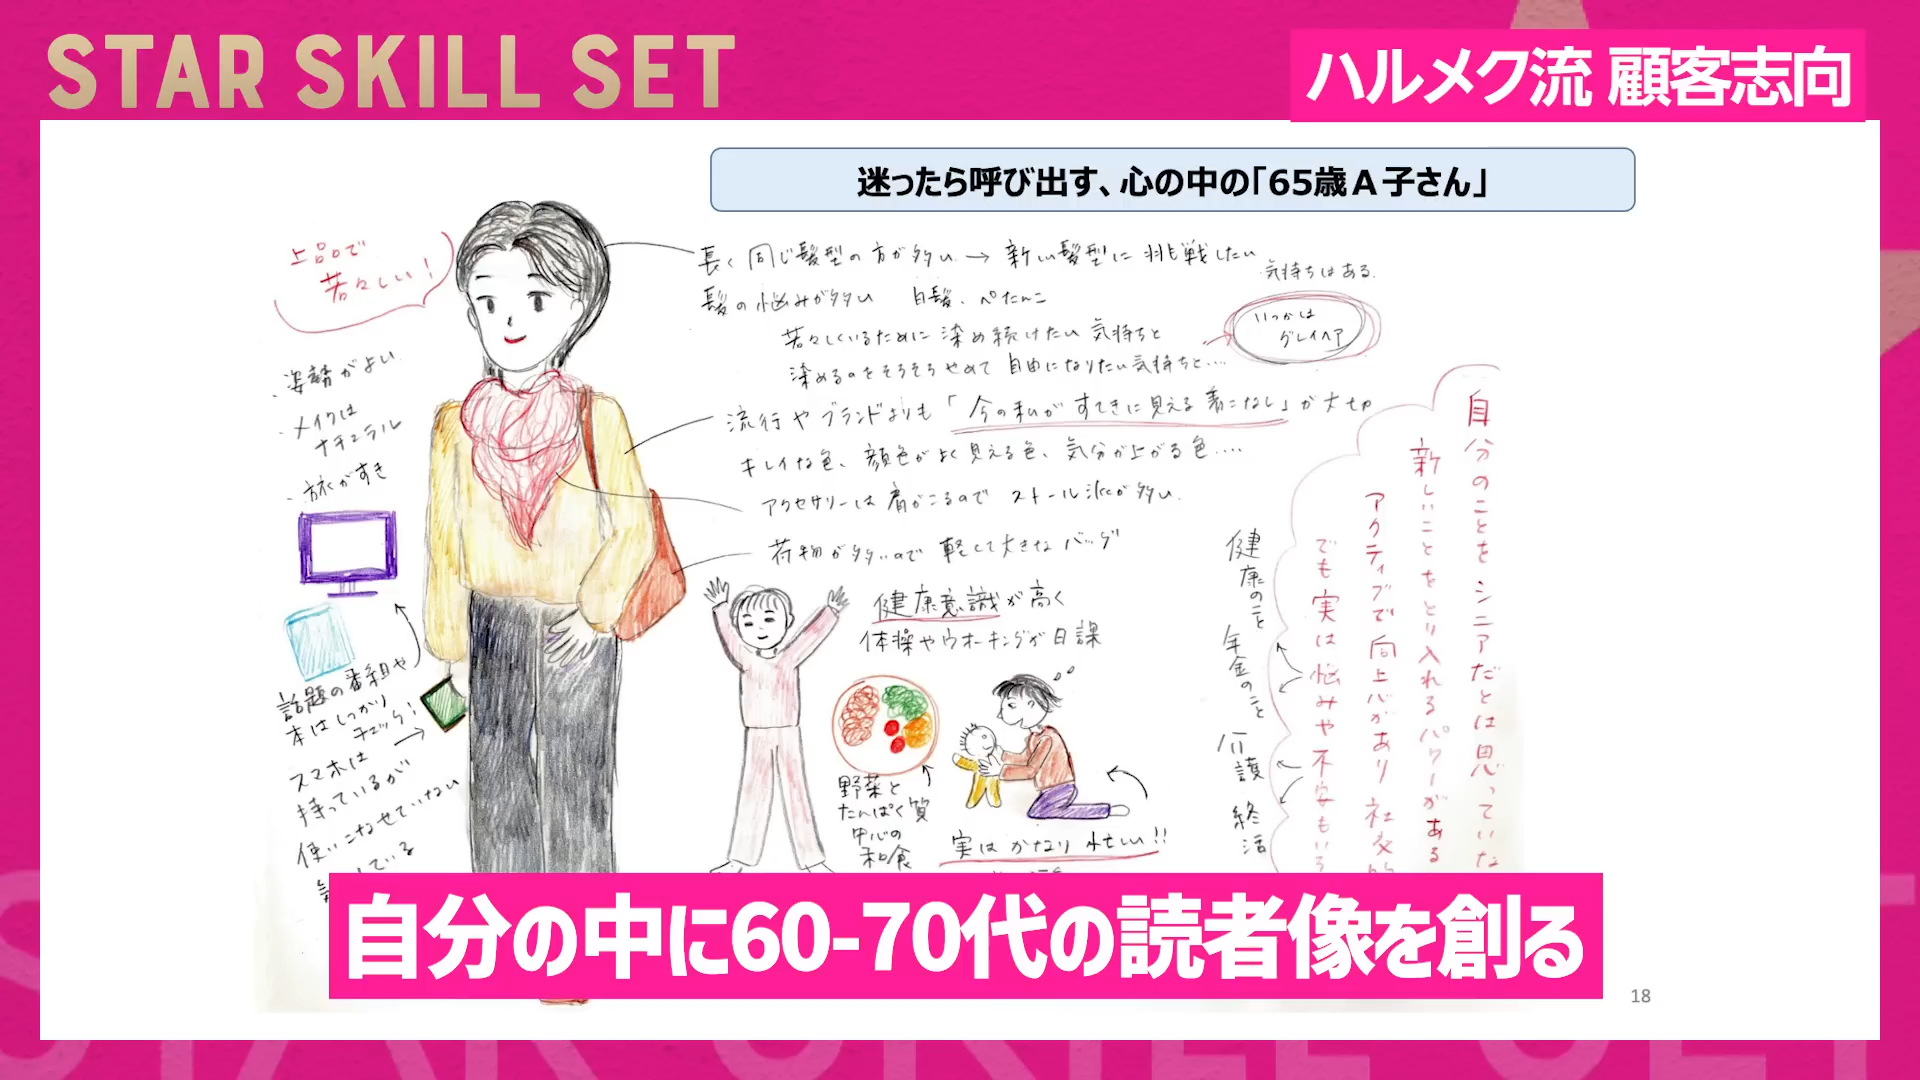 STAR SKILL SET
ハルメク流 顧客志向
迷ったら呼び出す、心の中の「65歳A子さん」
上品で
若々しい!
長く同じ髪型の方が多い → 新しい髪型に挑戦したい
気持ちはある.
髪の悩みが多い 白髪、ぺたんこ
若々しくいるために染め続けたい気持ちと
染めるのをそろそろやめて自由になりたい気持ちと....
いつかは
グレイヘア
・姿勢がよい
・メイクは
ナチュラル
・旅がすき
流行やブランドよりも「今の私がすてきに見える着こなし」が大切
キレイな色、顔色がよく見える色、気分が上がる色....
アクセサリーは肩がこるのでストール派が多い.
荷物が多いので軽くて大きなバッグ
健康意識が高く
体操やウオーキングが日課
話題の番組や
本はしっかり
チェック!
スマホは
持っているが
使いこなせていない
野菜と
たんぱく質
中心の
和食
実はかなり忙しい!!
自分のことをシニアだとは思っていな
新しいことをとり入れるパワーがある
アクティブで向上心があり 社交的
でも実は悩みや不安もいろ
健康のこと
年金のこと
介護
終活
自分の中に60-70代の読者像を創る
18